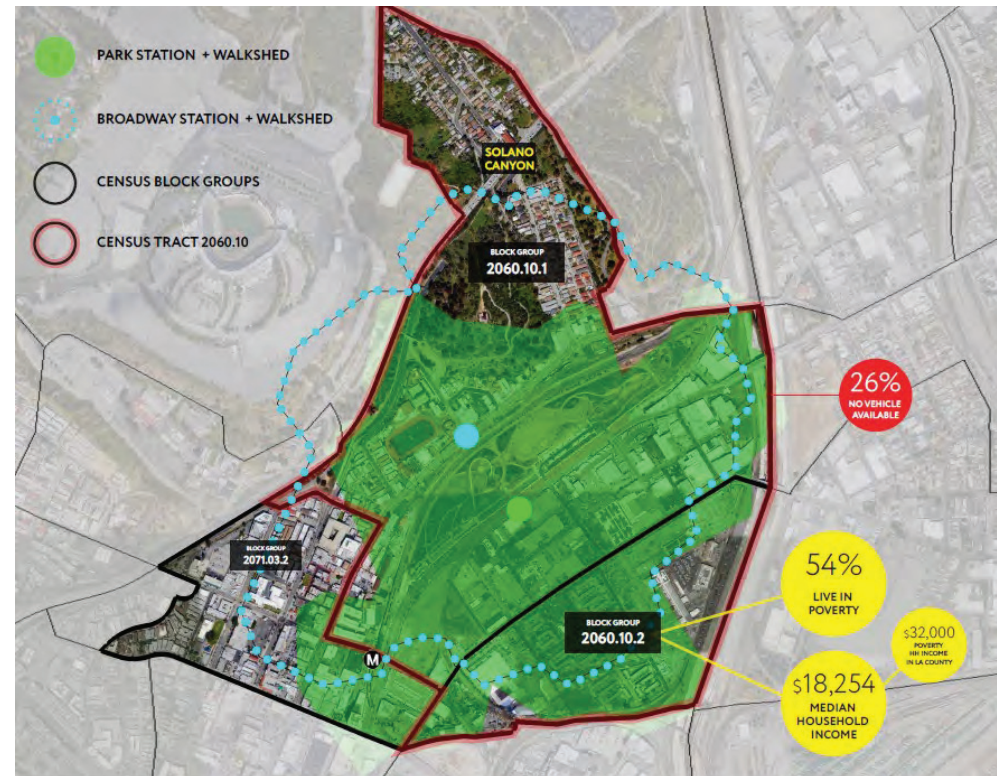 PARK STATION + WALKSHED
BROADWAY STATION + WALKSHED
CENSUS BLOCK GROUPS
CENSUS TRACT 2060.10
SOLANO
CANYON
BLOCK GROUP
2060.10.1
26%
NO VEHICLE
AVAILABLE
BLOCK GROUP
2071.03.2
M
BLOCK GROUP
2060.10.2
54%
LIVE IN
POVERTY
$32,000
POVERTY
HH INCOME
IN LA COUNTY
$18,254
MEDIAN
HOUSEHOLD
INCOME